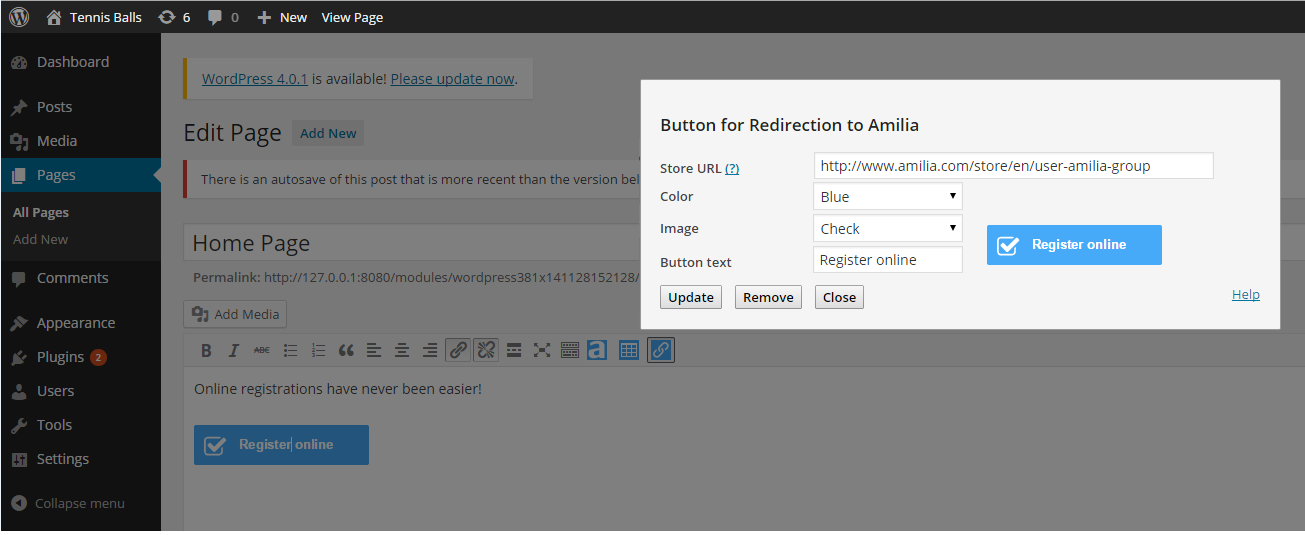 Tennis Balls 6 0 New View Page
Dashboard
Posts
Media
Pages
All Pages
Add New
Comments
Appearance
Plugins 2
Users
Tools
Settings
Collapse menu
WordPress 4.0.1 is available! Please update now.
Edit Page Add New
There is an autosave of this post that is more recent than the version bel
Home Page
Permalink: http://127.0.0.1:8080/modules/wordpress381x141128152128/
Add Media
B I ABC
Online registrations have never been easier!
Register online
Button for Redirection to Amilia
Store URL (?) http://www.amilia.com/store/en/user-amilia-group
Color Blue
Image Check
Register online
Button text Register online
Update Remove Close
Help